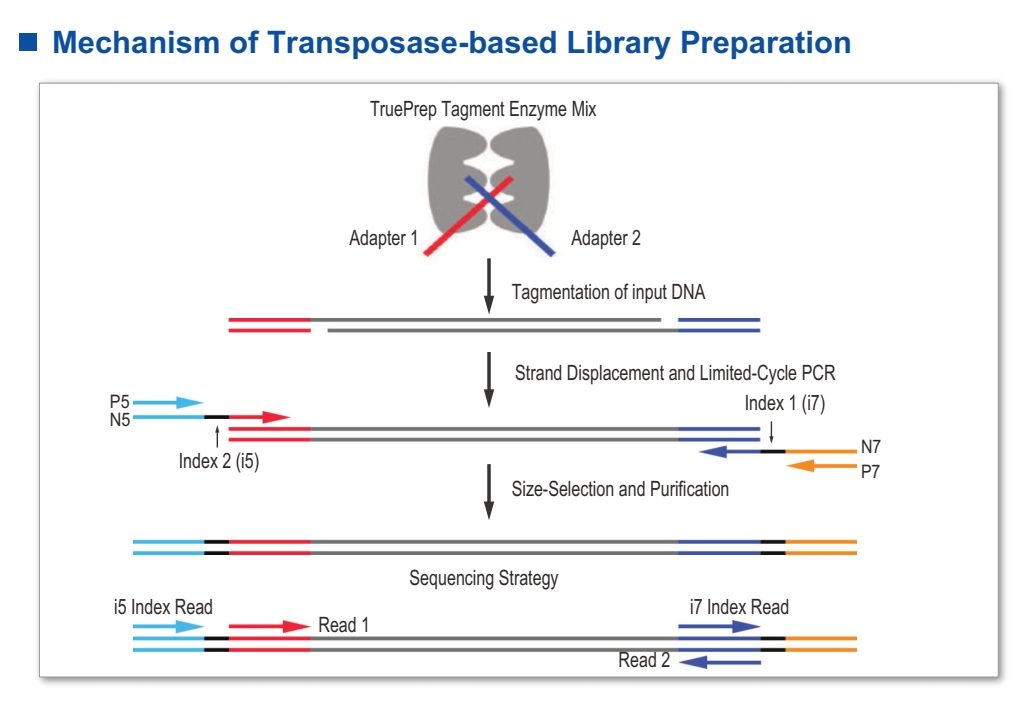 Mechanism of Transposase-based Library Preparation
TruePrep Tagment Enzyme Mix
Adapter 1
Adapter 2
Tagmentation of input DNA
Strand Displacement and Limited-Cycle PCR
P5
N5
Index 1 (i7)
Index 2 (i5)
N7
P7
Size-Selection and Purification
Sequencing Strategy
i5 Index Read
i7 Index Read
Read 1
Read 2